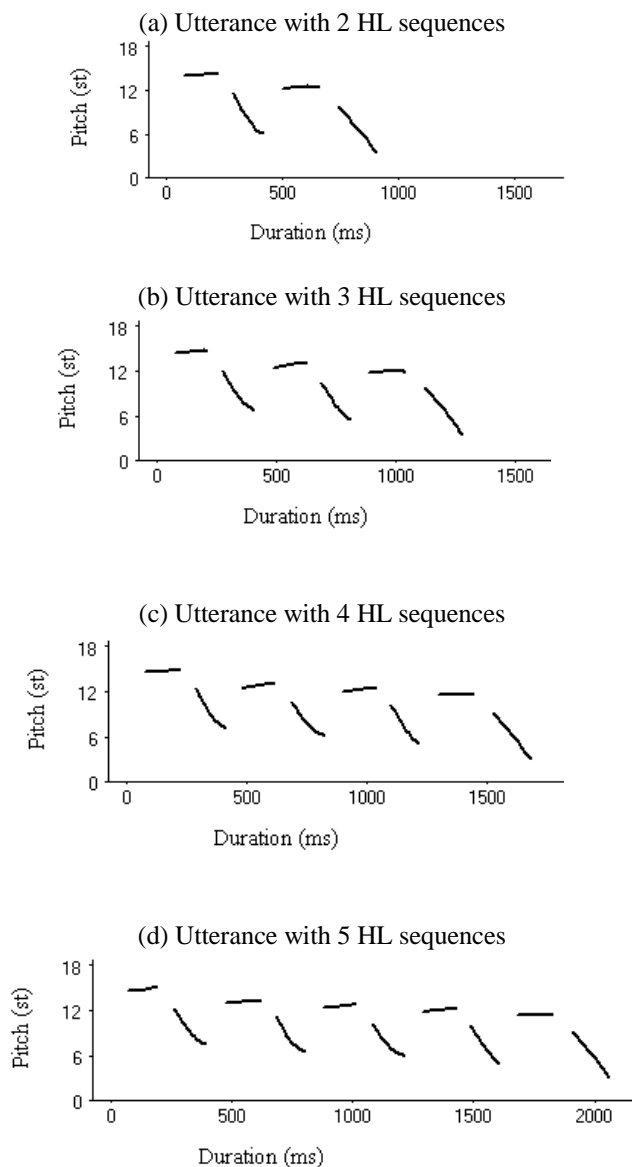 (a) Utterance with 2 HL sequences
18
12
6
0
Pitch (st)
0 500 1000 1500
Duration (ms)
(b) Utterance with 3 HL sequences
18
12
6
0
Pitch (st)
0 500 1000 1500
Duration (ms)
(c) Utterance with 4 HL sequences
18
12
6
0
Pitch (st)
0 500 1000 1500
Duration (ms)
(d) Utterance with 5 HL sequences
18
12
6
0
Pitch (st)
0 500 1000 1500 2000
Duration (ms)